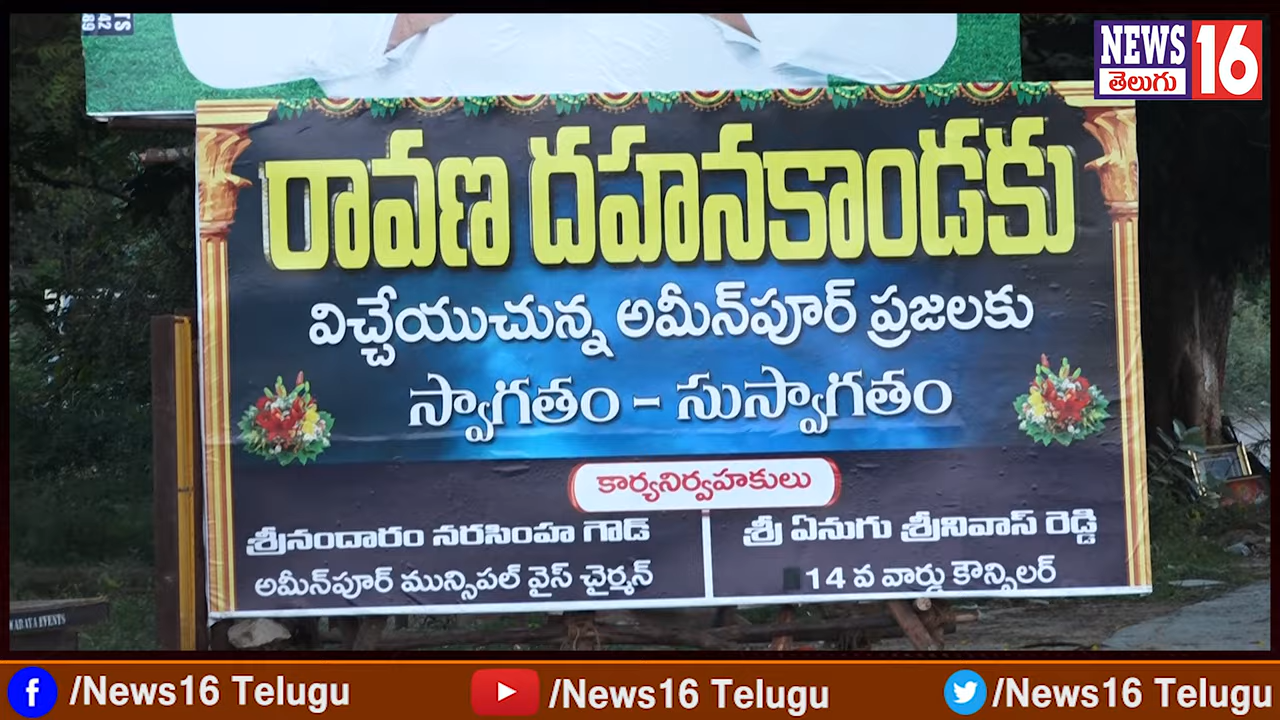 NEWS 16
తెలుగు
రావణ దహనకాండకు
విచ్చేయుచున్న అమీన్‌పూర్ ప్రజలకు
స్వాగతం – సుస్వాగతం
కార్యనిర్వహకులు
శ్రీనందారం నరసింహ గౌడ్
అమీన్‌పూర్ మున్సిపల్ వైస్ చైర్మన్
శ్రీ ఏనుగు శ్రీనివాస్ రెడ్డి
14 వ వార్డు కౌన్సిలర్
/News16 Telugu
/News16 Telugu
/News16 Telugu